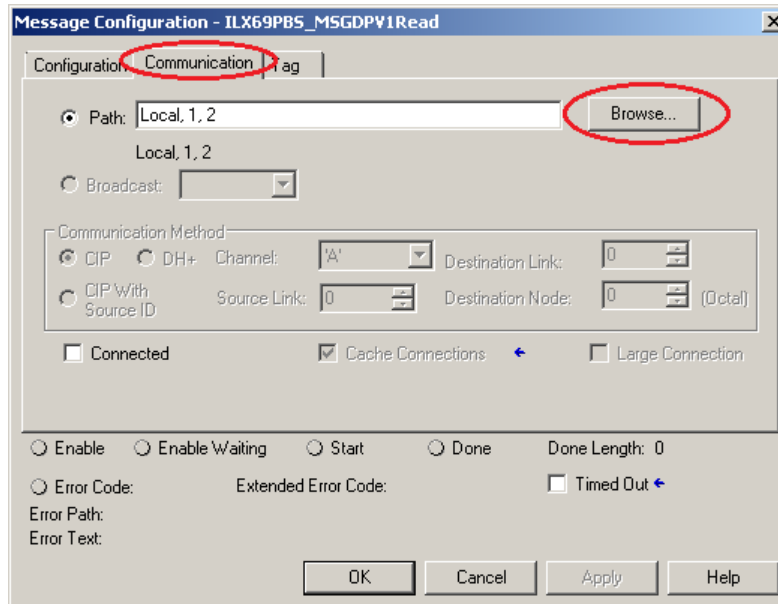 Message Configuration - ILX69PBS_MSGDPV1Read
Configuration Communication Tag
Path: Local, 1, 2 Browse...
Local, 1, 2
Broadcast:
Communication Method
CIP DH+ Channel: 'A' Destination Link: 0
CIP With Source ID Source Link: 0 Destination Node: 0 (Octal)
Connected Cache Connections Large Connection
Enable Enable Waiting Start Done Done Length: 0
Error Code: Extended Error Code: Timed Out
Error Path:
Error Text:
OK Cancel Apply Help